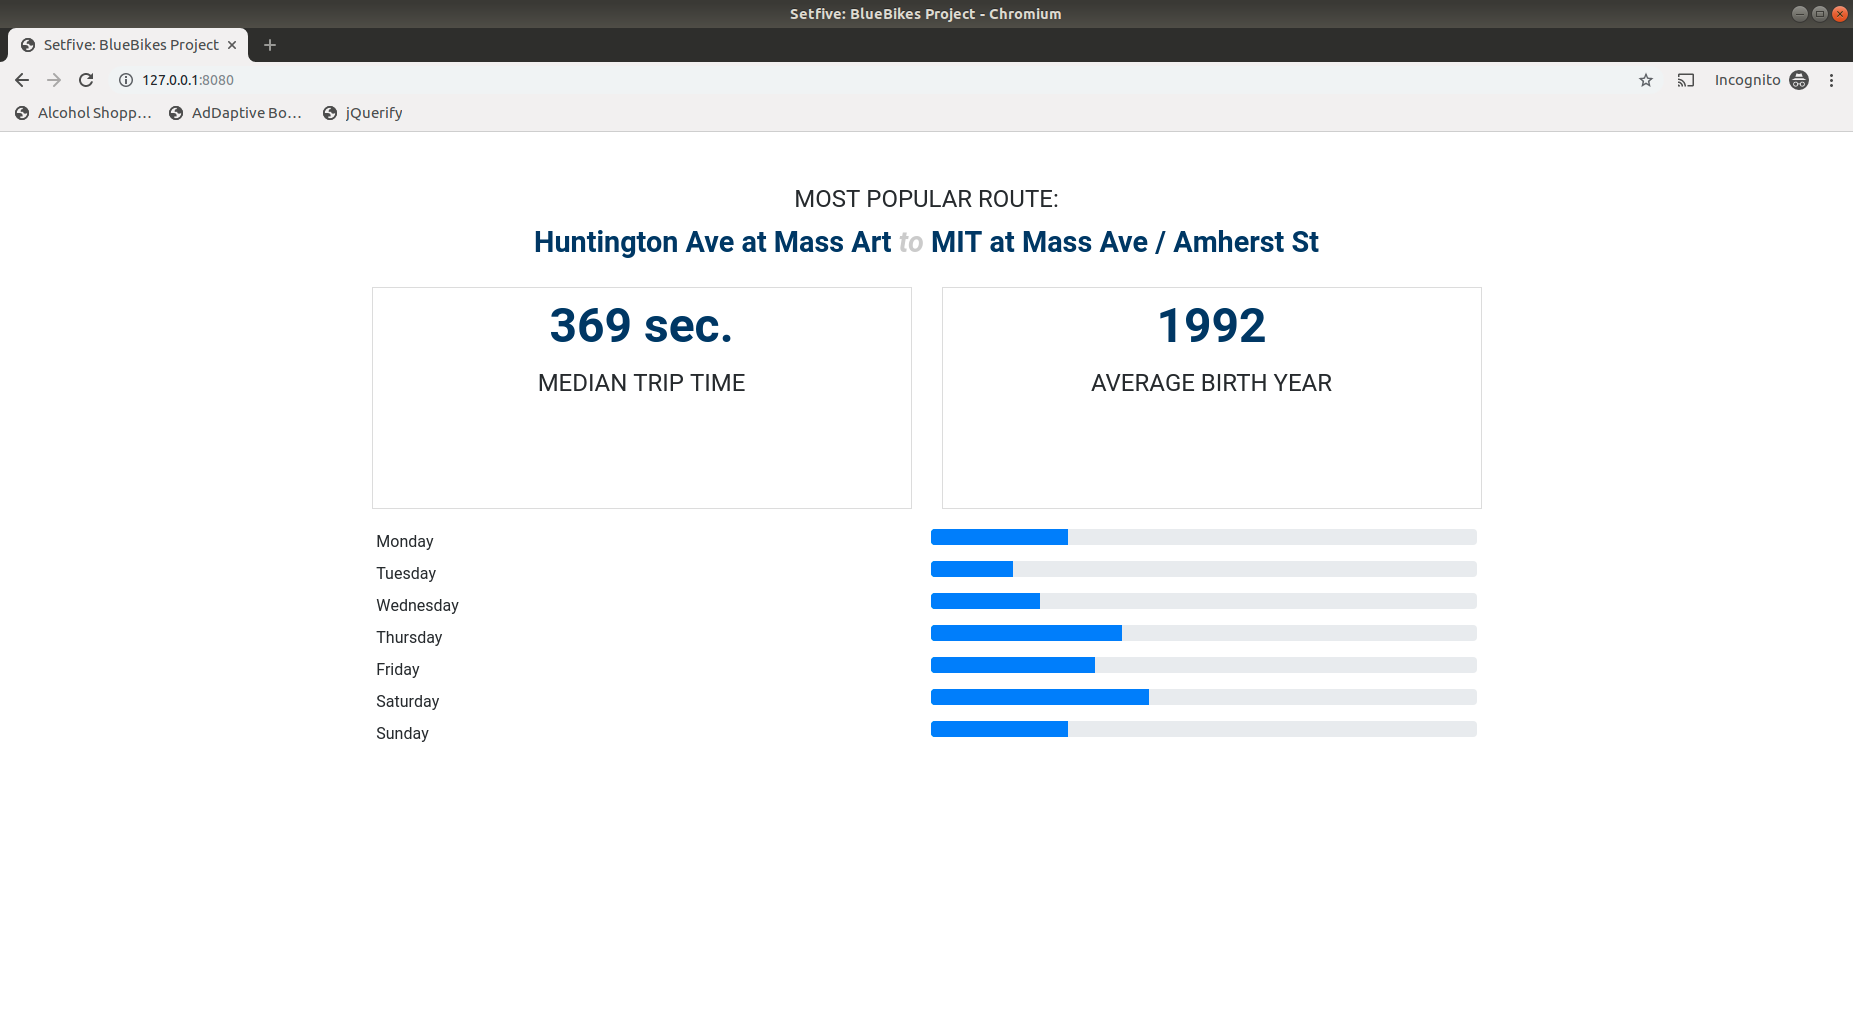 Setfive: BlueBikes Project - Chromium
Setfive: BlueBikes Project
127.0.0.1:8080
Incognito
Alcohol Shopp… AdDaptive Bo… jQuerify
MOST POPULAR ROUTE:
Huntington Ave at Mass Art to MIT at Mass Ave / Amherst St
369 sec.
MEDIAN TRIP TIME
1992
AVERAGE BIRTH YEAR
Monday
Tuesday
Wednesday
Thursday
Friday
Saturday
Sunday